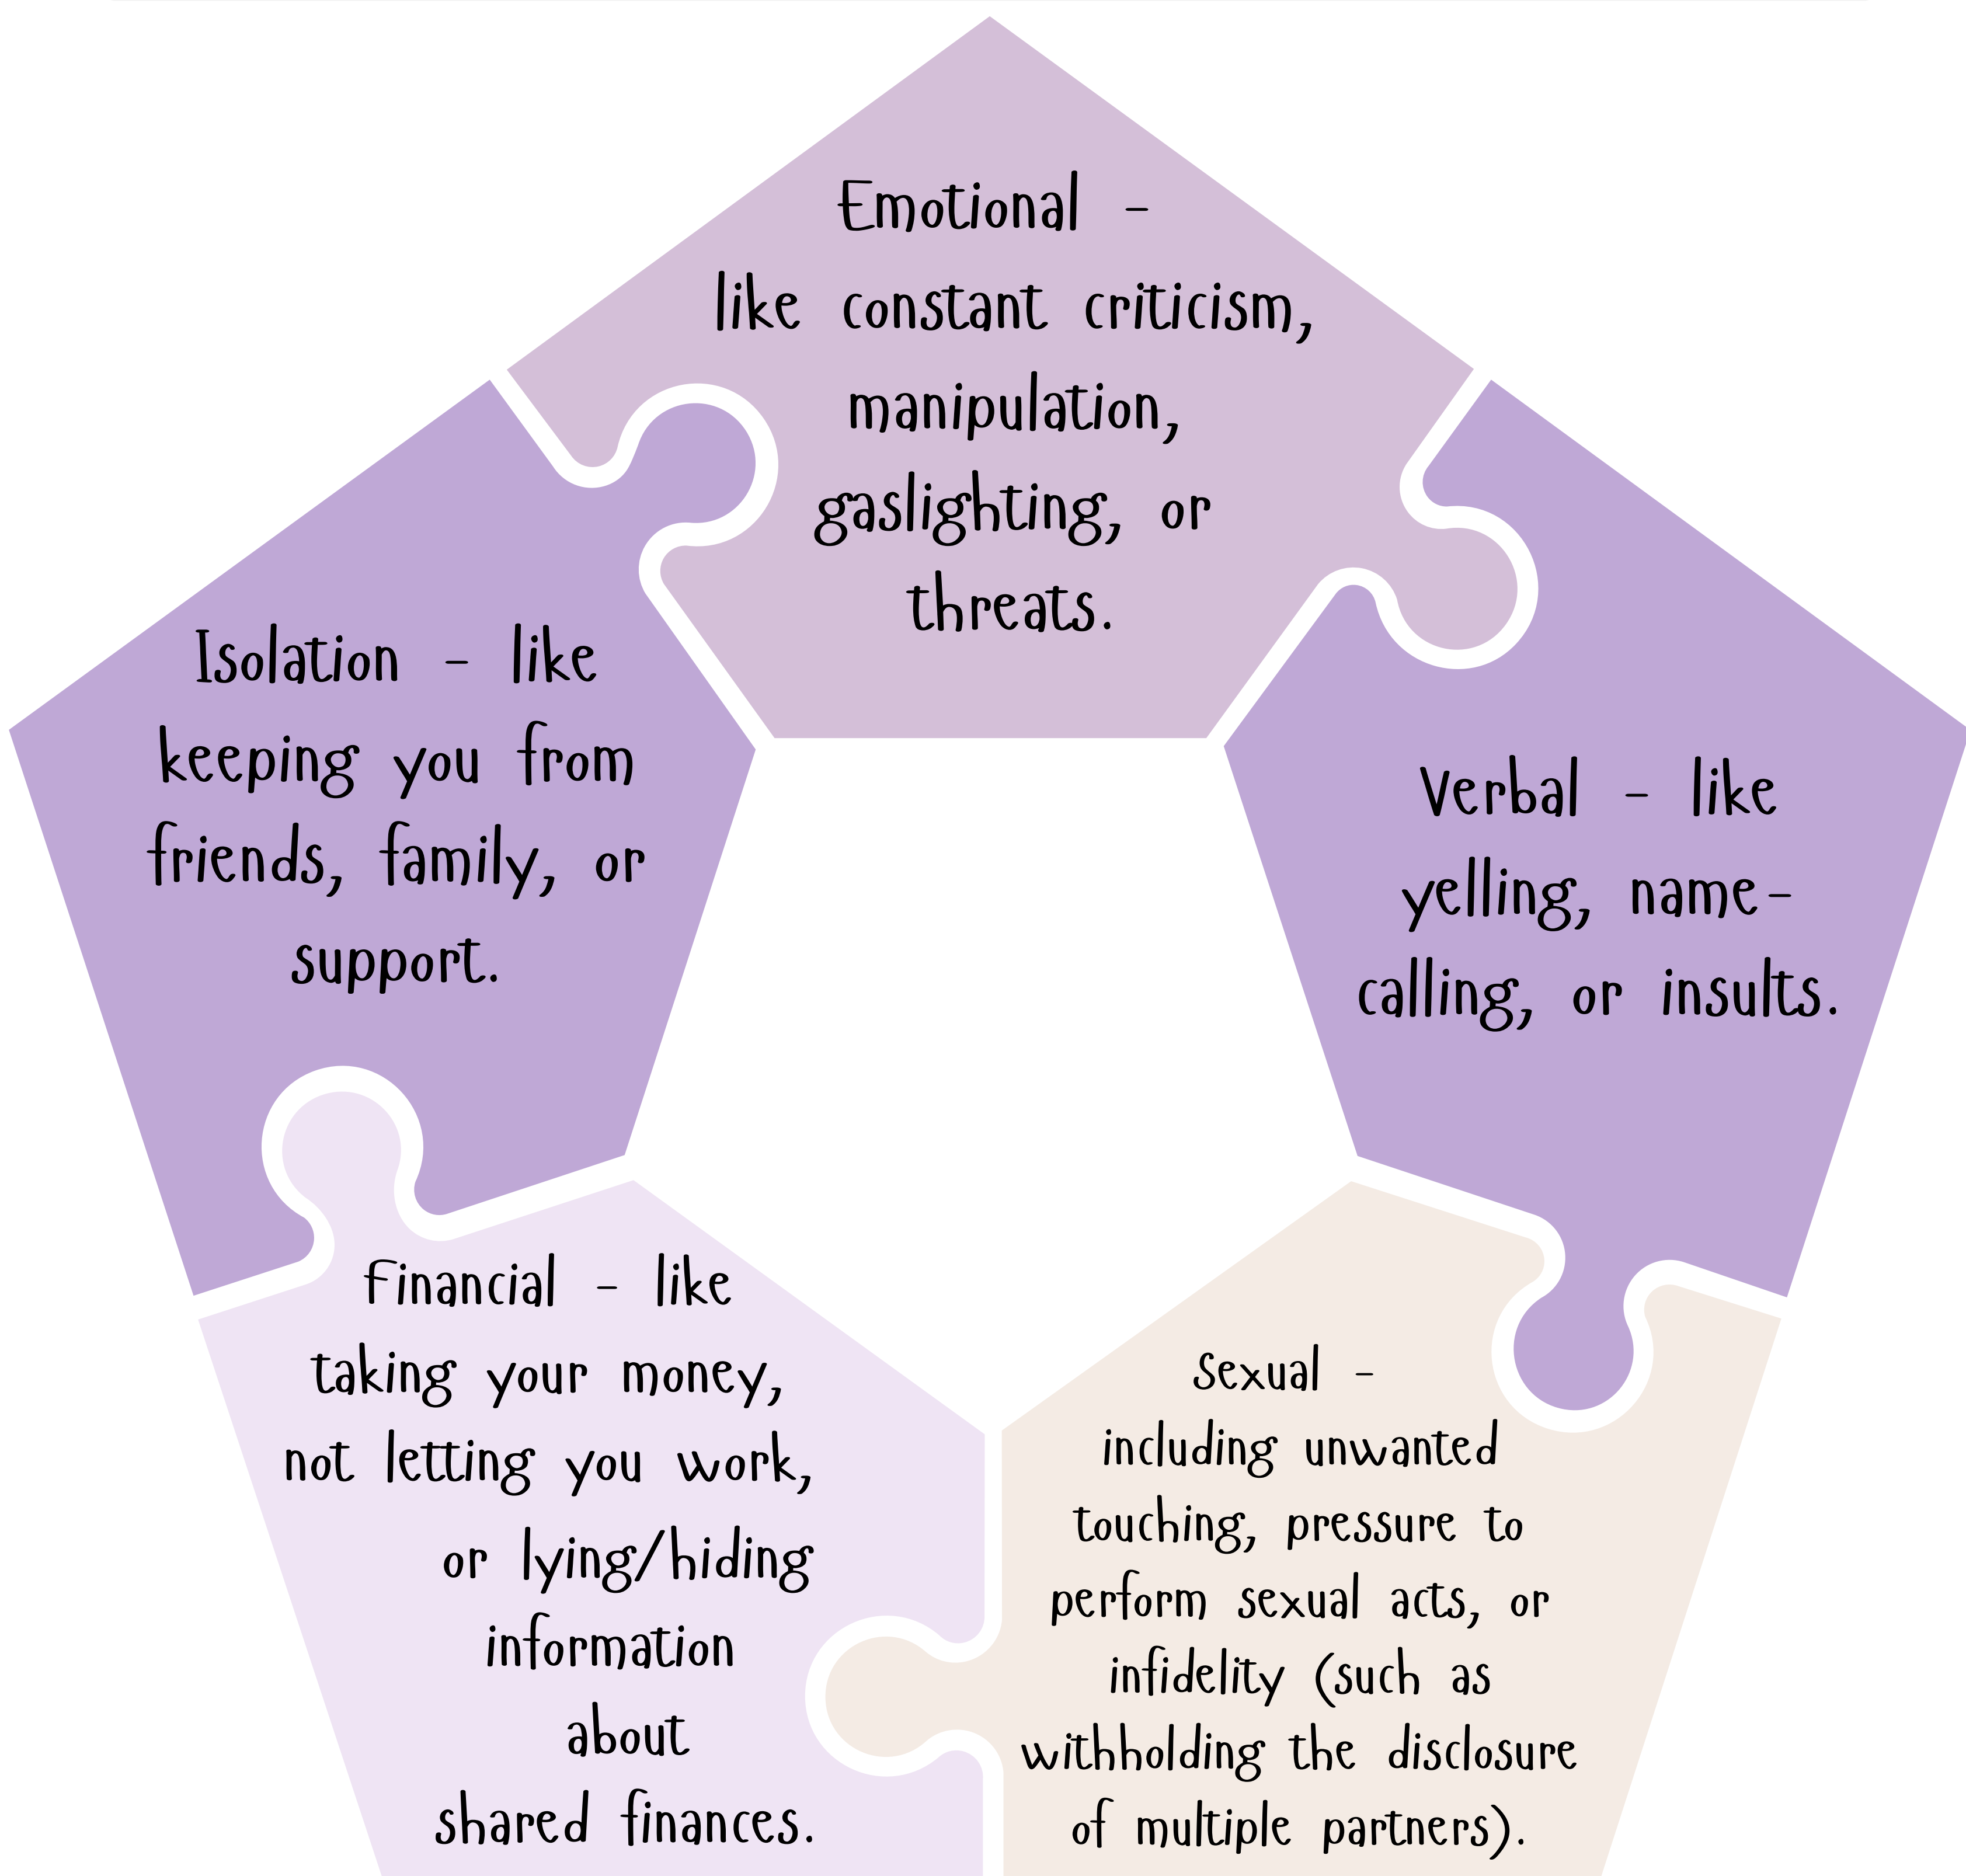 Emotional -
like constant criticism,
manipulation,
gaslighting, or
threats.
Isolation - like
keeping you from
friends, family, or
support.
Verbal - like
yelling, name-
calling, or insults.
Financial - like
taking your money,
not letting you work,
or lying/hiding
information
about
shared finances.
Sexual -
including unwanted
touching, pressure to
perform sexual acts, or
infidelity (such as
withholding the disclosure
of multiple partners).